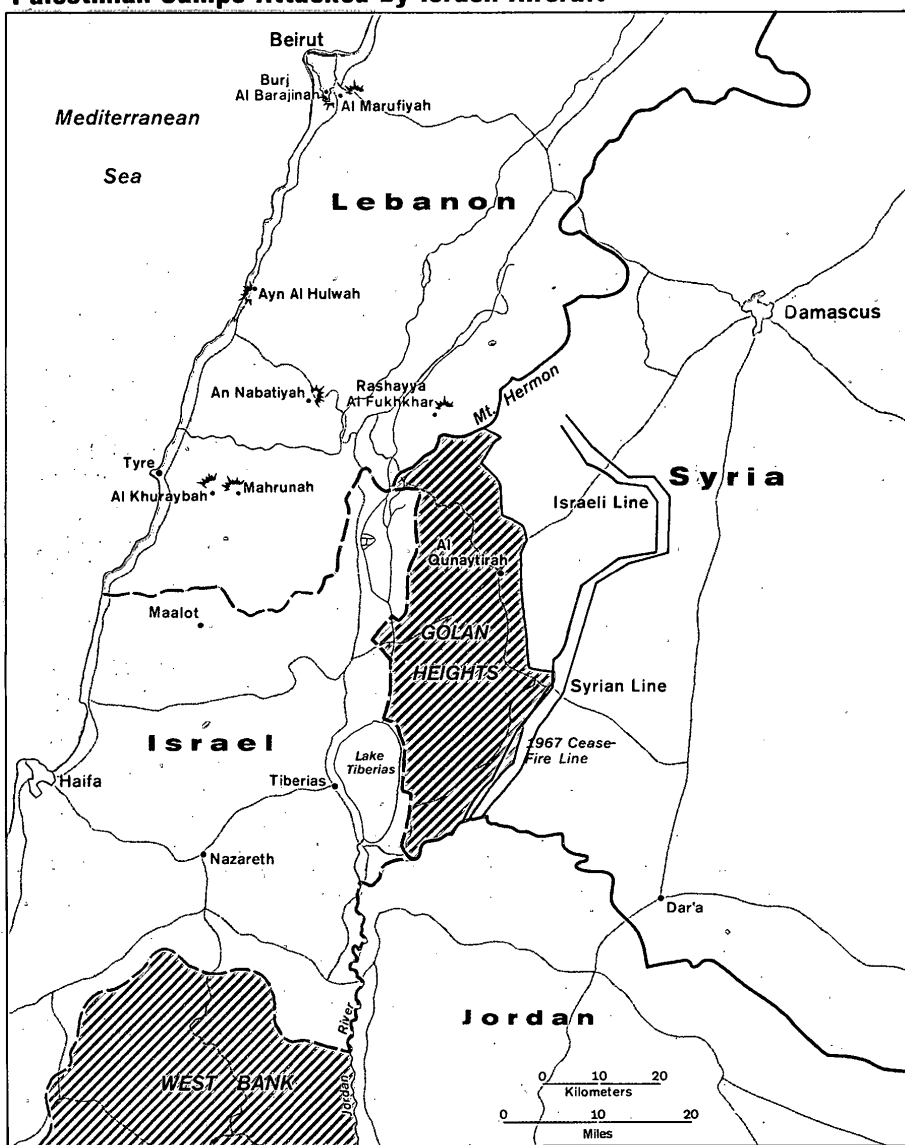 Palestinian Camps Attacked By Israeli Aircraft
Beirut
Burj
Al Barajinah
Al Marufiyah
Mediterranean
Sea
Lebanon
Ayn Al Hulwah
Damascus
An Nabatiyah
Rashayya
Al Fukhkhar
Mt. Hermon
Tyre
Al Khuraybah
Mahrunah
Syria
Israeli Line
Al
Qunaytirah
Maalot
GOLAN
HEIGHTS
Syrian Line
Israel
Lake
Tiberias
1967 Cease-
Fire Line
Haifa
Tiberias
Nazareth
Dar'a
Jordan
River
Jordan
WEST BANK
0 10 20
Kilometers
0 10 20
Miles